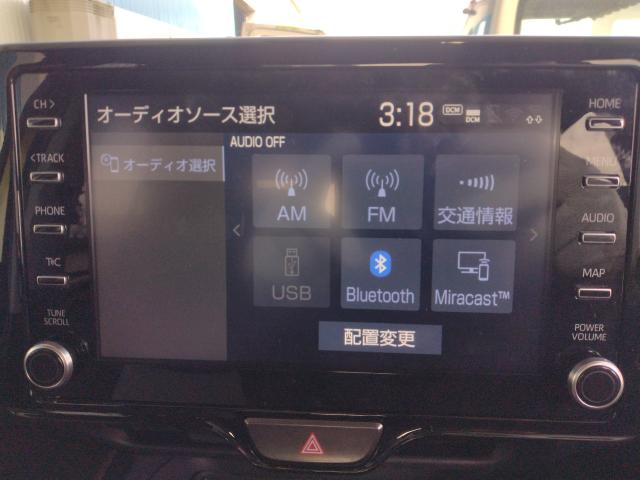 CH >
< TRACK
PHONE
T&C
TUNE
SCROLL
オーディオソース選択
3:18
DCM
DCM
AUDIO OFF
オーディオ選択
AM
FM
交通情報
USB
Bluetooth
Miracast™
配置変更
HOME
MENU
AUDIO
MAP
POWER
VOLUME